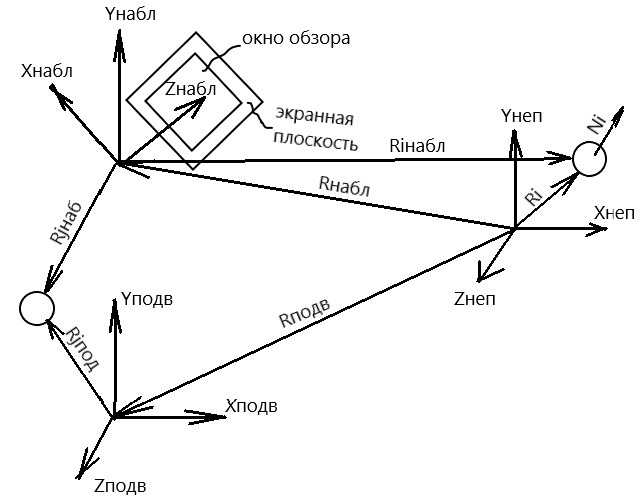 Yнабл
окно обзора
Xнабл
Zнабл
экранная
плоскость
Yнеп
Ni
Riнабл
Rнабл
Ri
Xнеп
Rjнаб
Zнеп
Yподв
Rподв
Rjпод
Xподв
Zподв